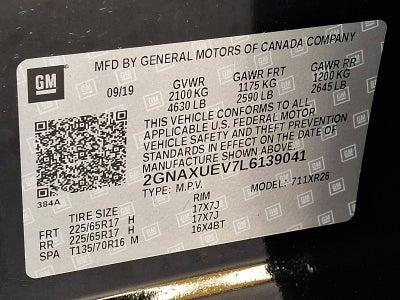 GM
MFD BY GENERAL MOTORS OF CANADA COMPANY
09/19
GVWR GAWR FRT GAWR RR
2100 KG 1175 KG 1200 KG
4630 LB 2590 LB 2645 LB
THIS VEHICLE CONFORMS TO ALL
APPLICABLE U.S. FEDERAL MOTOR
VEHICLE SAFETY AND THEFT PREVENTION
STANDARDS IN EFFECT ON THE DATE OF
MANUFACTURE SHOWN ABOVE.
2GNAXUEV7L6139041
TYPE: M.P.V. MODEL: 711XR26
384A
TIRE SIZE RIM
FRT 225/65R17 H 17X7J
RR 225/65R17 H 17X7J
SPA T135/70R16 M 16X4BT